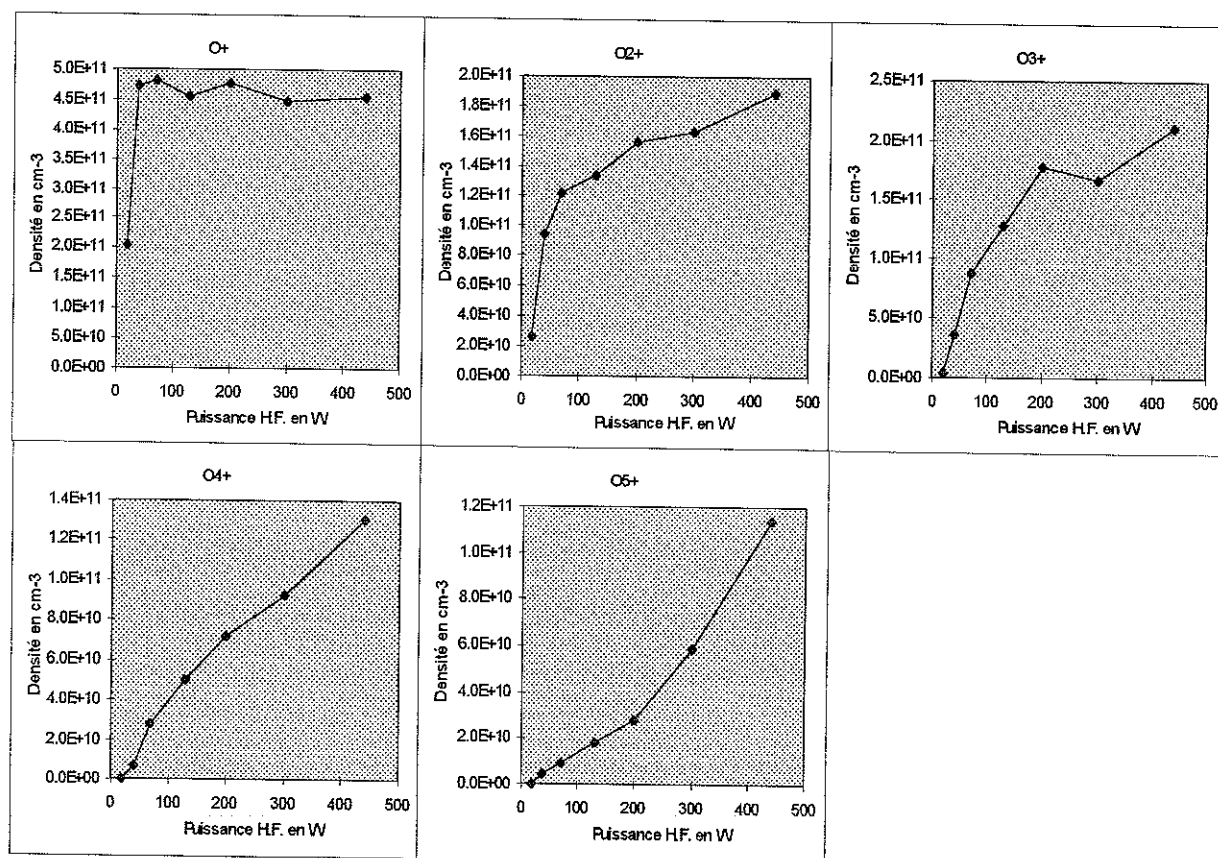 O+
Densité en cm-3
5.0E+11
4.5E+11
4.0E+11
3.5E+11
3.0E+11
2.5E+11
2.0E+11
1.5E+11
1.0E+11
5.0E+10
0.0E+00
0 100 200 300 400 500
Puissance H.F. en W
O2+
Densité en cm-3
2.0E+11
1.8E+11
1.6E+11
1.4E+11
1.2E+11
1.0E+11
8.0E+10
6.0E+10
4.0E+10
2.0E+10
0.0E+00
0 100 200 300 400 500
Puissance H.F. en W
O3+
Densité en cm-3
2.5E+11
2.0E+11
1.5E+11
1.0E+11
5.0E+10
0.0E+00
0 100 200 300 400 500
Puissance H.F. en W
O4+
Densité en cm-3
1.4E+11
1.2E+11
1.0E+11
8.0E+10
6.0E+10
4.0E+10
2.0E+10
0.0E+00
0 100 200 300 400 500
Puissance H.F. en W
O5+
Densité en cm-3
1.2E+11
1.0E+11
8.0E+10
6.0E+10
4.0E+10
2.0E+10
0.0E+00
0 100 200 300 400 500
Puissance H.F. en W